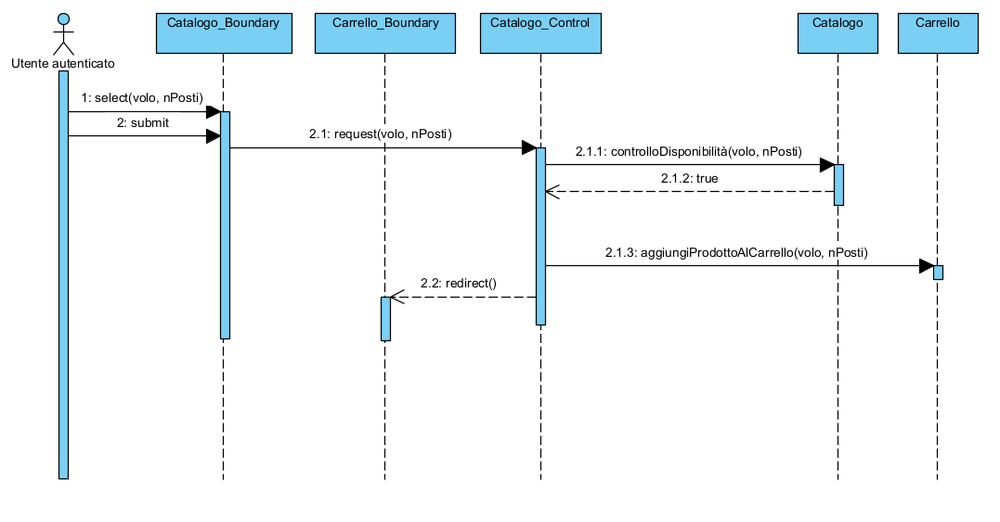 Catalogo_Boundary
Carrello_Boundary
Catalogo_Control
Catalogo
Carrello
Utente autenticato
1: select(volo, nPosti)
2: submit
2.1: request(volo, nPosti)
2.1.1: controlloDisponibilità(volo, nPosti)
2.1.2: true
2.1.3: aggiungiProdottoAlCarrello(volo, nPosti)
2.2: redirect()